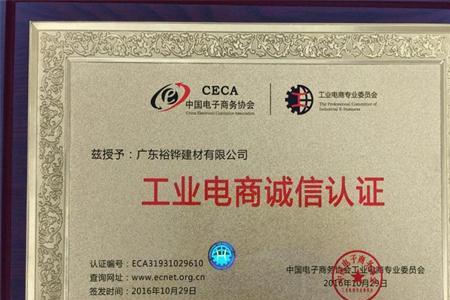 CECA
中国电子商务协会
China Electronic Commerce Association
工业电商专业委员会
The Professional Committee of
Industrial E-business
兹授予：广东裕铧建材有限公司
工业电商诚信认证
认证编号：ECA31931029610
查询网址：www.ecnet.org.cn
签发时间：2016年10月29日
中国电子商务协会工业电商专业委员会
2016年10月29日